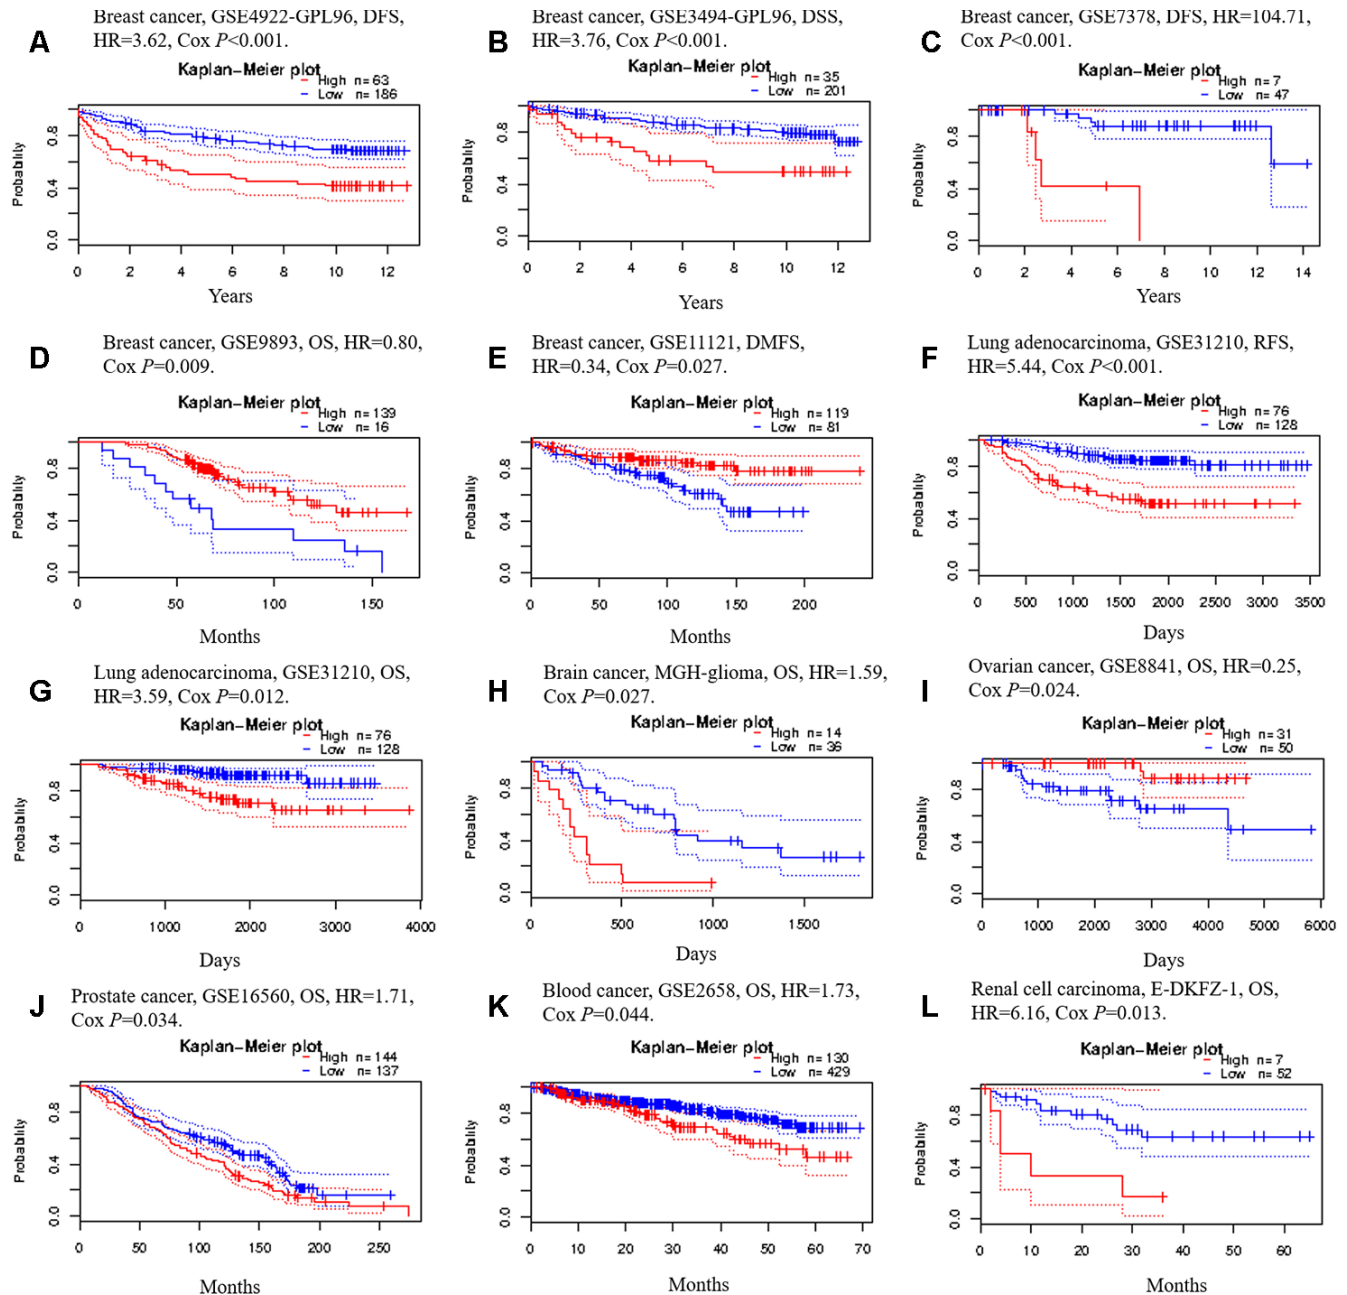 A
Breast cancer, GSE4922-GPL96, DFS,
HR=3.62, Cox P<0.001.
Kaplan-Meier plot
High n= 63
Low n= 186
Probability
0.8
0.4
0.0
0 2 4 6 8 10 12
Years
B
Breast cancer, GSE3494-GPL96, DSS,
HR=3.76, Cox P<0.001.
Kaplan-Meier plot
High n= 35
Low n= 201
Probability
0.8
0.4
0.0
0 2 4 6 8 10 12
Years
C
Breast cancer, GSE7378, DFS, HR=104.71,
Cox P<0.001.
Kaplan-Meier plot
High n= 7
Low n= 47
Probability
0.8
0.4
0.0
0 2 4 6 8 10 12 14
Years
D
Breast cancer, GSE9893, OS, HR=0.80,
Cox P=0.009.
Kaplan-Meier plot
High n= 139
Low n= 16
Probability
0.8
0.4
0.0
0 50 100 150
Months
E
Breast cancer, GSE11121, DMFS,
HR=0.34, Cox P=0.027.
Kaplan-Meier plot
High n= 119
Low n= 81
Probability
0.8
0.4
0.0
0 50 100 150 200
Months
F
Lung adenocarcinoma, GSE31210, RFS,
HR=5.44, Cox P<0.001.
Kaplan-Meier plot
High n= 76
Low n= 128
Probability
0.8
0.4
0.0
0 500 1000 1500 2000 2500 3000 3500
Days
G
Lung adenocarcinoma, GSE31210, OS,
HR=3.59, Cox P=0.012.
Kaplan-Meier plot
High n= 76
Low n= 128
Probability
0.8
0.4
0.0
0 1000 2000 3000 4000
Days
H
Brain cancer, MGH-glioma, OS, HR=1.59,
Cox P=0.027.
Kaplan-Meier plot
High n= 14
Low n= 36
Probability
0.8
0.4
0.0
0 500 1000 1500
Days
I
Ovarian cancer, GSE8841, OS, HR=0.25,
Cox P=0.024.
Kaplan-Meier plot
High n= 31
Low n= 50
Probability
0.8
0.4
0.0
0 1000 2000 3000 4000 5000 6000
Days
J
Prostate cancer, GSE16560, OS, HR=1.71,
Cox P=0.034.
Kaplan-Meier plot
High n= 144
Low n= 137
Probability
0.8
0.4
0.0
0 50 100 150 200 250
Months
K
Blood cancer, GSE2658, OS, HR=1.73,
Cox P=0.044.
Kaplan-Meier plot
High n= 130
Low n= 429
Probability
0.8
0.4
0.0
0 10 20 30 40 50 60 70
Months
L
Renal cell carcinoma, E-DKFZ-1, OS,
HR=6.16, Cox P=0.013.
Kaplan-Meier plot
High n= 7
Low n= 52
Probability
0.8
0.4
0.0
0 10 20 30 40 50 60
Months